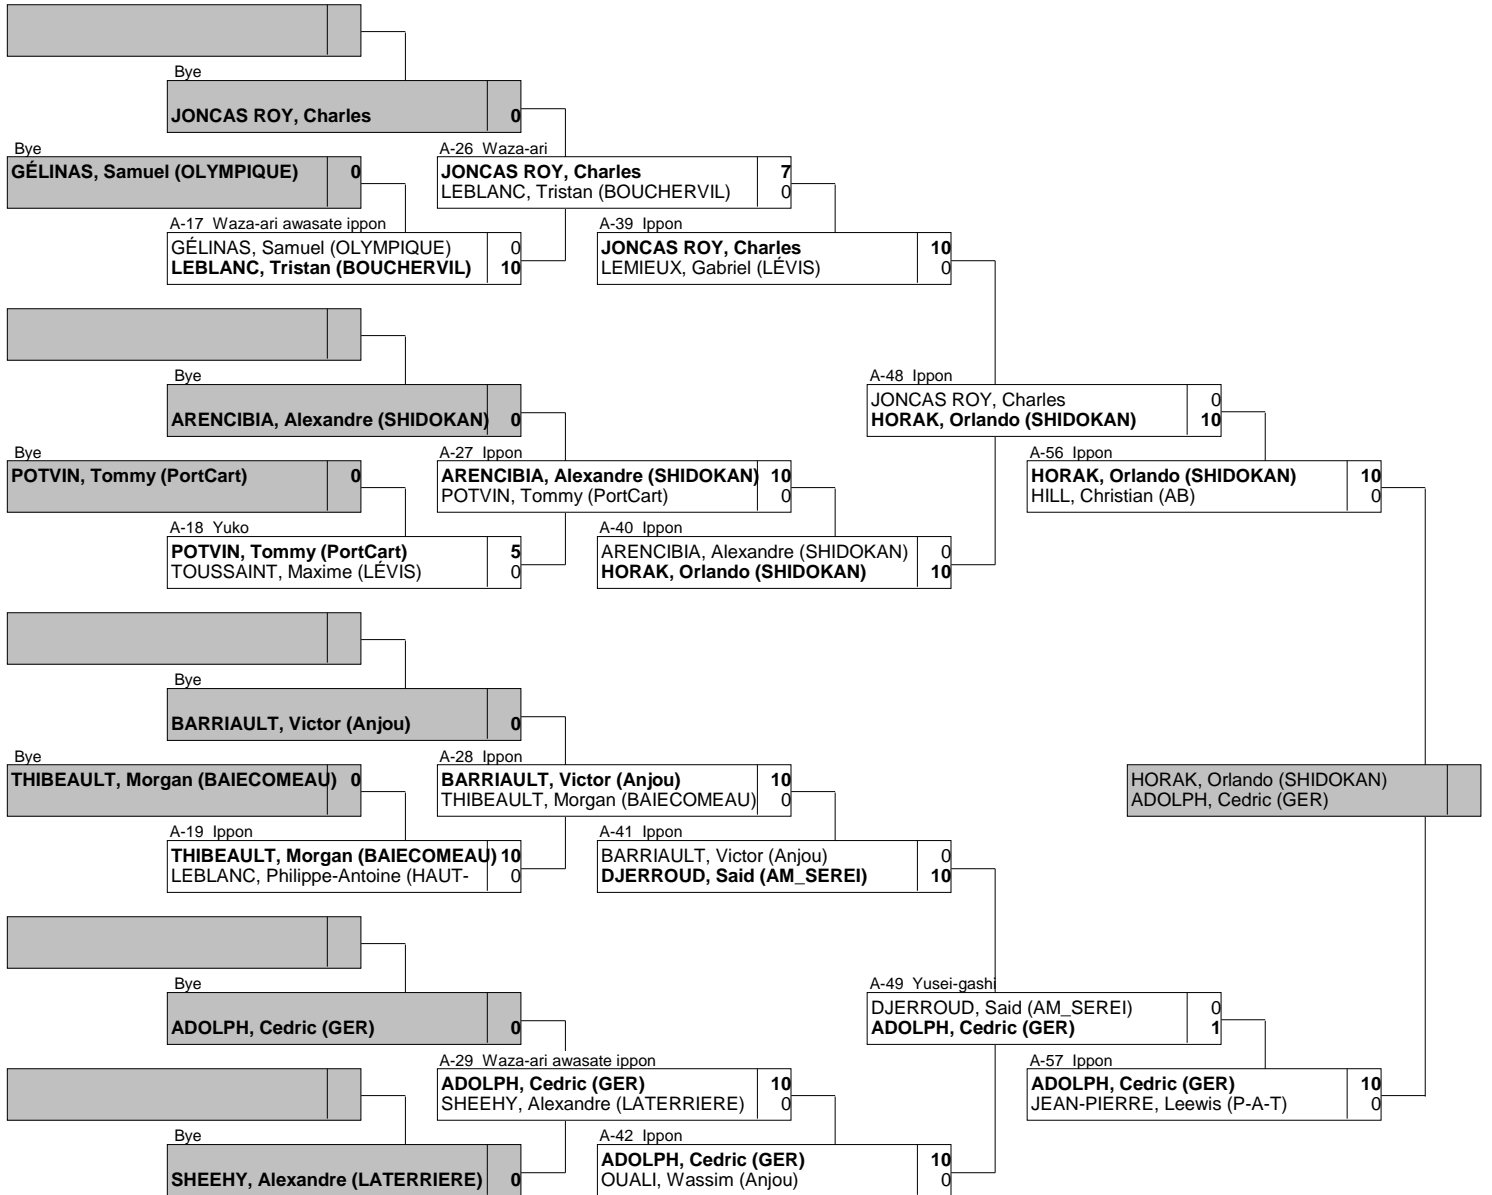 Bye
JONCAS ROY, Charles 0
Bye
GÉLINAS, Samuel (OLYMPIQUE) 0
A-26 Waza-ari
JONCAS ROY, Charles 7
LEBLANC, Tristan (BOUCHERVIL) 0
A-17 Waza-ari awasate ippon
GÉLINAS, Samuel (OLYMPIQUE) 0
LEBLANC, Tristan (BOUCHERVIL) 10
A-39 Ippon
JONCAS ROY, Charles 10
LEMIEUX, Gabriel (LÉVIS) 0
Bye
ARENCIBIA, Alexandre (SHIDOKAN) 0
A-48 Ippon
JONCAS ROY, Charles 0
HORAK, Orlando (SHIDOKAN) 10
Bye
POTVIN, Tommy (PortCart) 0
A-27 Ippon
ARENCIBIA, Alexandre (SHIDOKAN) 10
POTVIN, Tommy (PortCart) 0
A-56 Ippon
HORAK, Orlando (SHIDOKAN) 10
HILL, Christian (AB) 0
A-18 Yuko
POTVIN, Tommy (PortCart) 5
TOUSSAINT, Maxime (LÉVIS) 0
A-40 Ippon
ARENCIBIA, Alexandre (SHIDOKAN) 0
HORAK, Orlando (SHIDOKAN) 10
Bye
BARRIAULT, Victor (Anjou) 0
Bye
THIBEAULT, Morgan (BAIECOMEAU) 0
A-28 Ippon
BARRIAULT, Victor (Anjou) 10
THIBEAULT, Morgan (BAIECOMEAU) 0
HORAK, Orlando (SHIDOKAN)
ADOLPH, Cedric (GER)
A-19 Ippon
THIBEAULT, Morgan (BAIECOMEAU) 10
LEBLANC, Philippe-Antoine (HAUT- 0
A-41 Ippon
BARRIAULT, Victor (Anjou) 0
DJERROUD, Said (AM_SEREI) 10
Bye
ADOLPH, Cedric (GER) 0
A-49 Yusei-gashi
DJERROUD, Said (AM_SEREI) 0
ADOLPH, Cedric (GER) 1
A-29 Waza-ari awasate ippon
ADOLPH, Cedric (GER) 10
SHEEHY, Alexandre (LATERRIERE) 0
A-57 Ippon
ADOLPH, Cedric (GER) 10
JEAN-PIERRE, Leewis (P-A-T) 0
Bye
SHEEHY, Alexandre (LATERRIERE) 0
A-42 Ippon
ADOLPH, Cedric (GER) 10
OUALI, Wassim (Anjou) 0